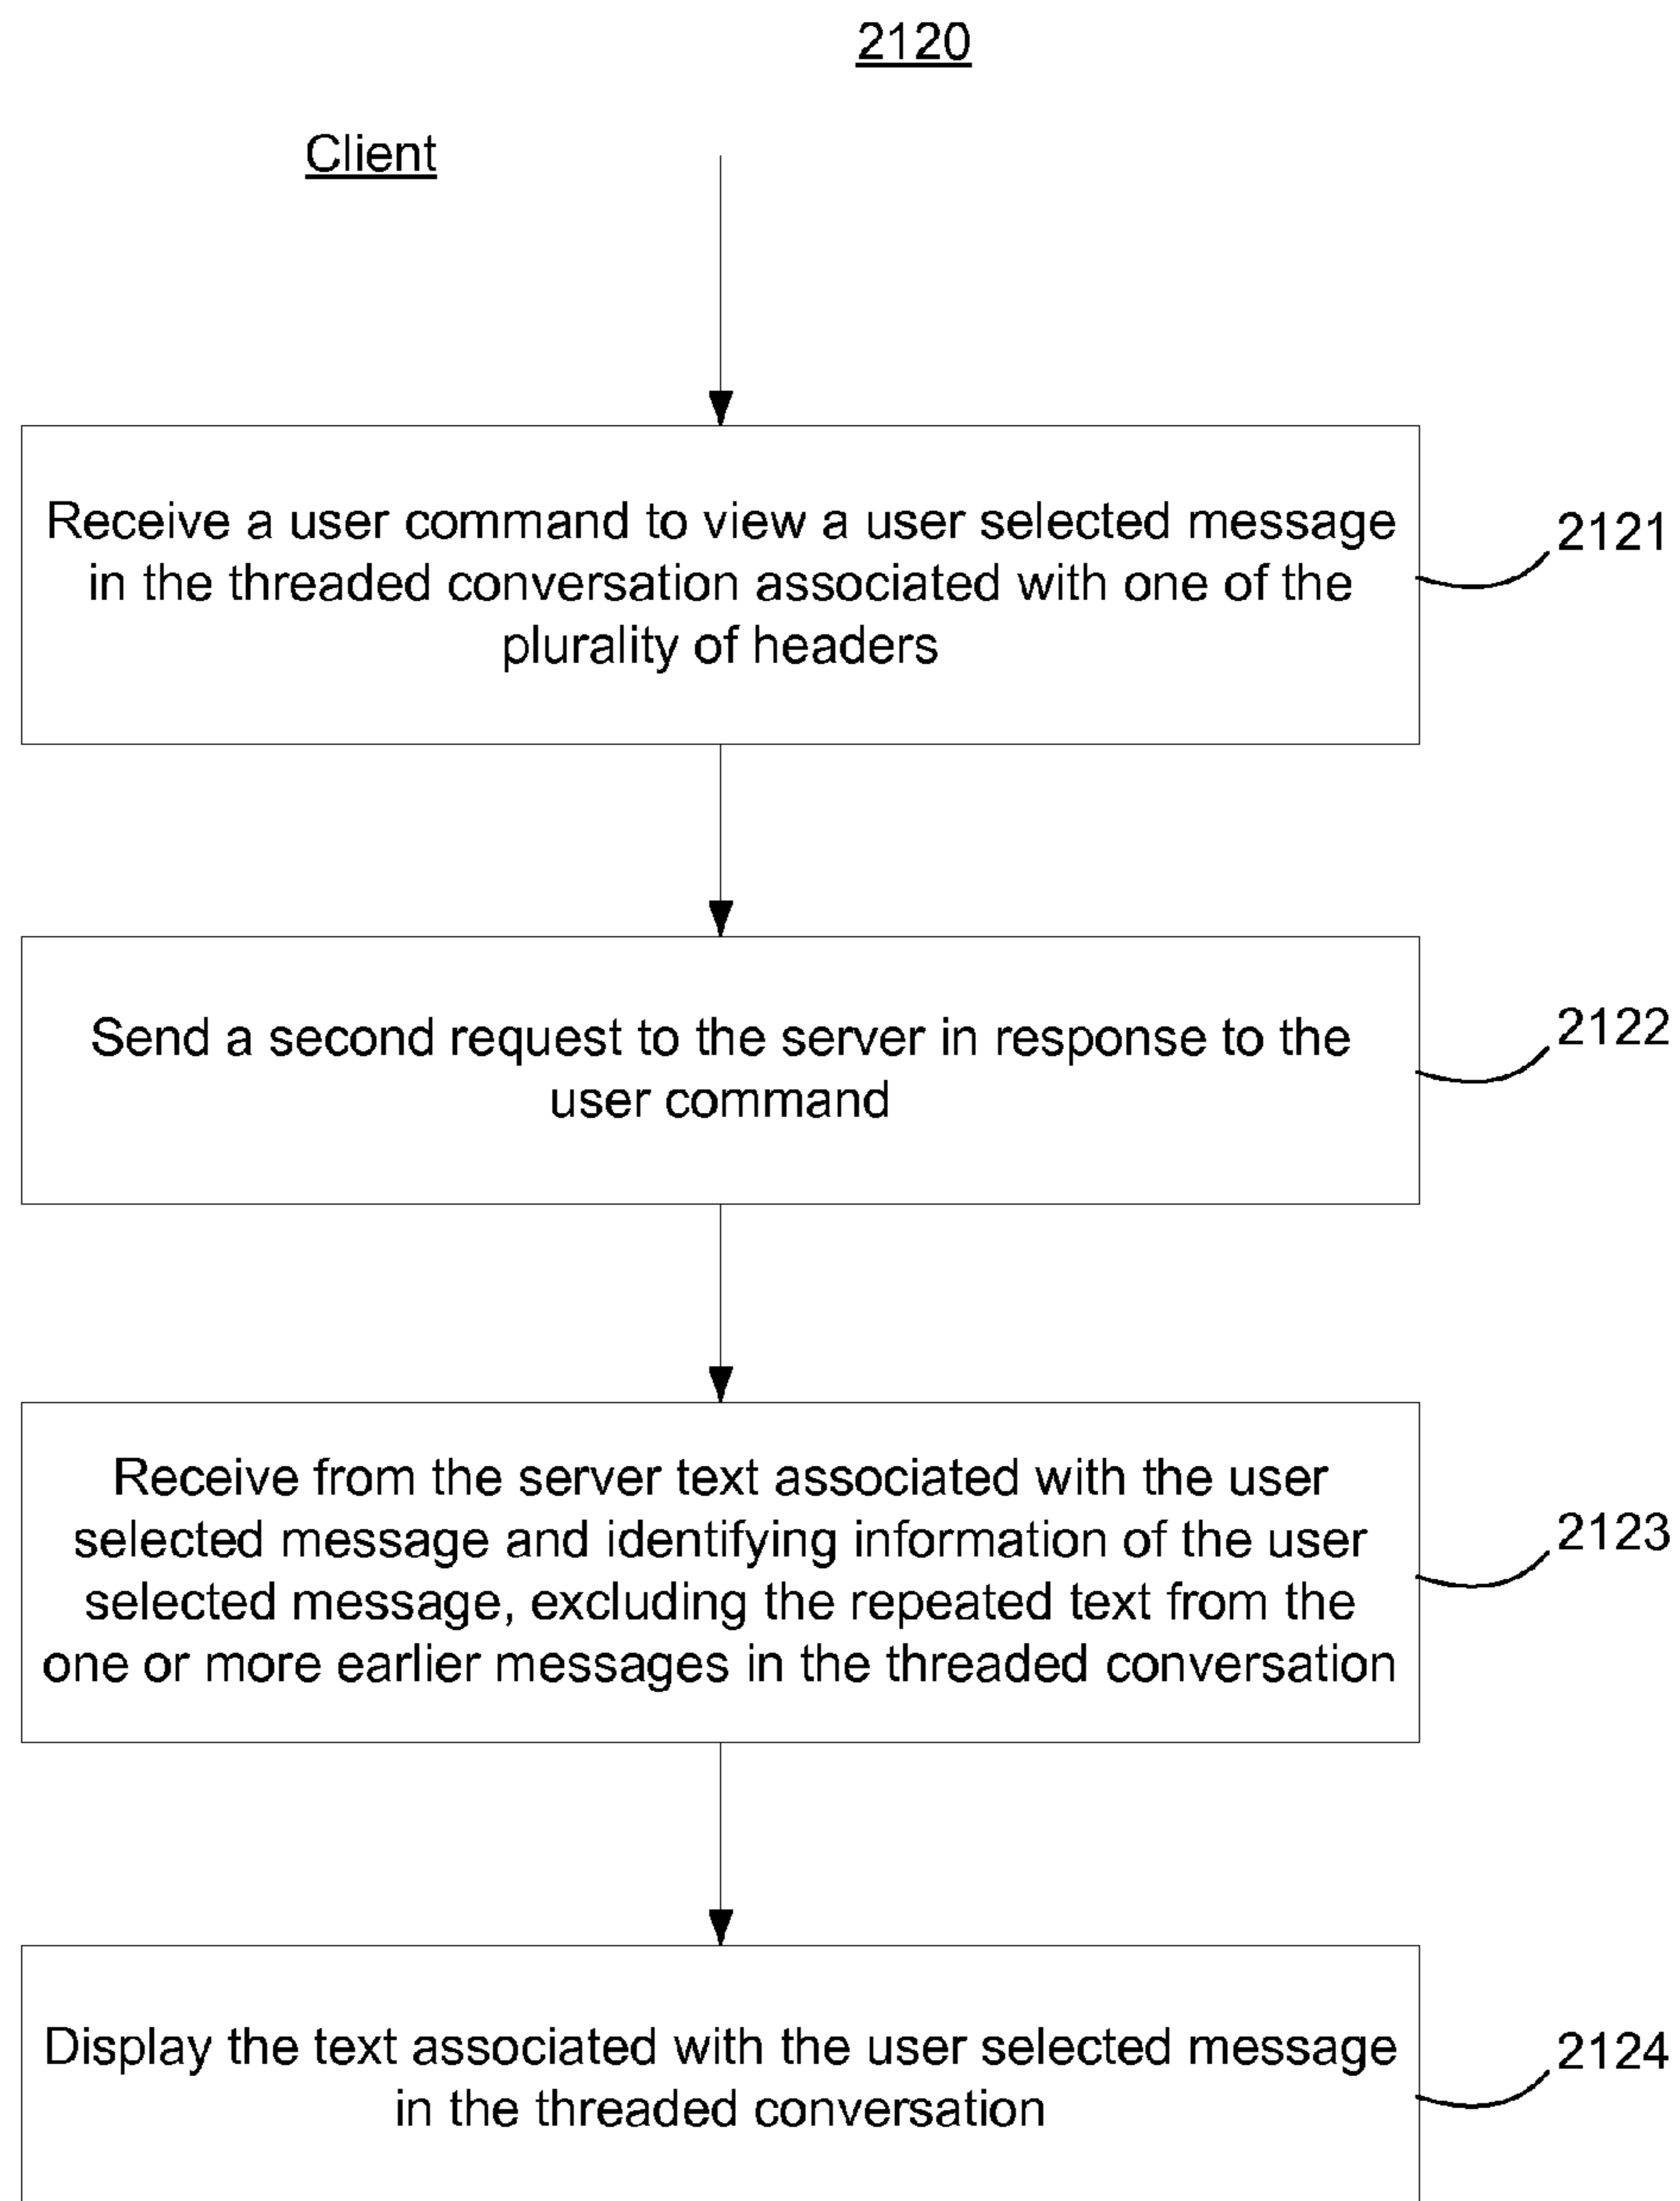 2120
Client
Receive a user command to view a user selected message
in the threaded conversation associated with one of the
plurality of headers
2121
Send a second request to the server in response to the
user command
2122
Receive from the server text associated with the user
selected message and identifying information of the user
selected message, excluding the repeated text from the
one or more earlier messages in the threaded conversation
2123
Display the text associated with the user selected message
in the threaded conversation
2124